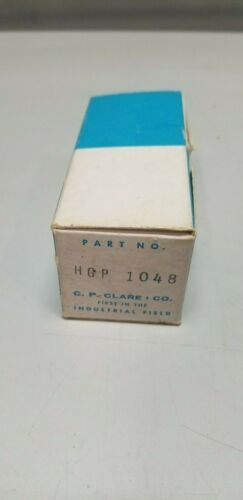 PART NO.
HGP 1048
C. P. CLARE & CO.
FIRST IN THE
INDUSTRIAL FIELD